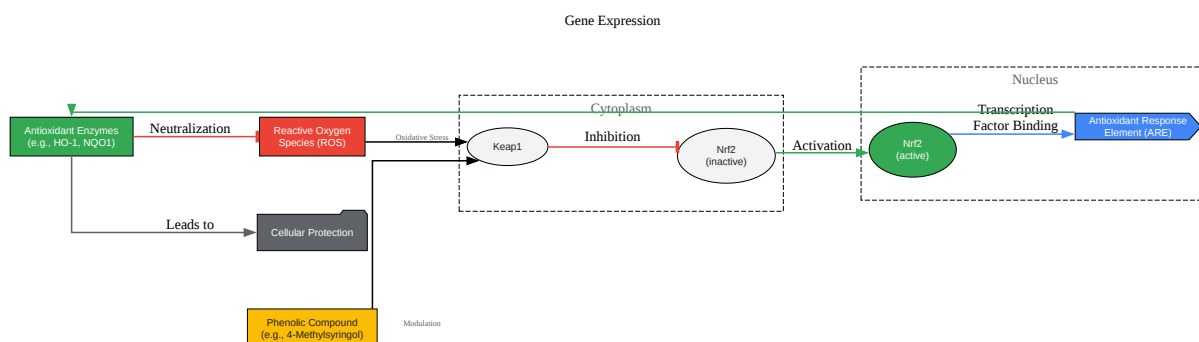 Gene Expression
Nucleus
Cytoplasm
Transcription
Factor Binding
Antioxidant Response
Element (ARE)
Antioxidant Enzymes
(e.g., HO-1, NQO1)
Neutralization
Reactive Oxygen
Species (ROS)
Oxidative Stress
Keap1
Inhibition
Nrf2
(inactive)
Activation
Nrf2
(active)
Leads to
Cellular Protection
Phenolic Compound
(e.g., 4-Methylsyringol)
Modulation